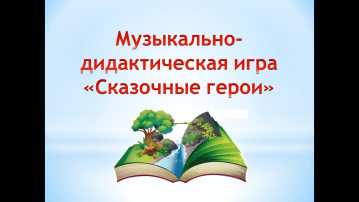 Музыкально-
дидактическая игра
«Сказочные герои»